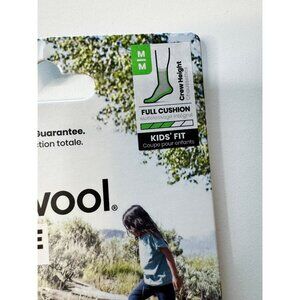 M
M
Crew Height
FULL CUSHION
KIDS' FIT
Coupe pour enfants
Guarantee.
ction totale.
wool®
E